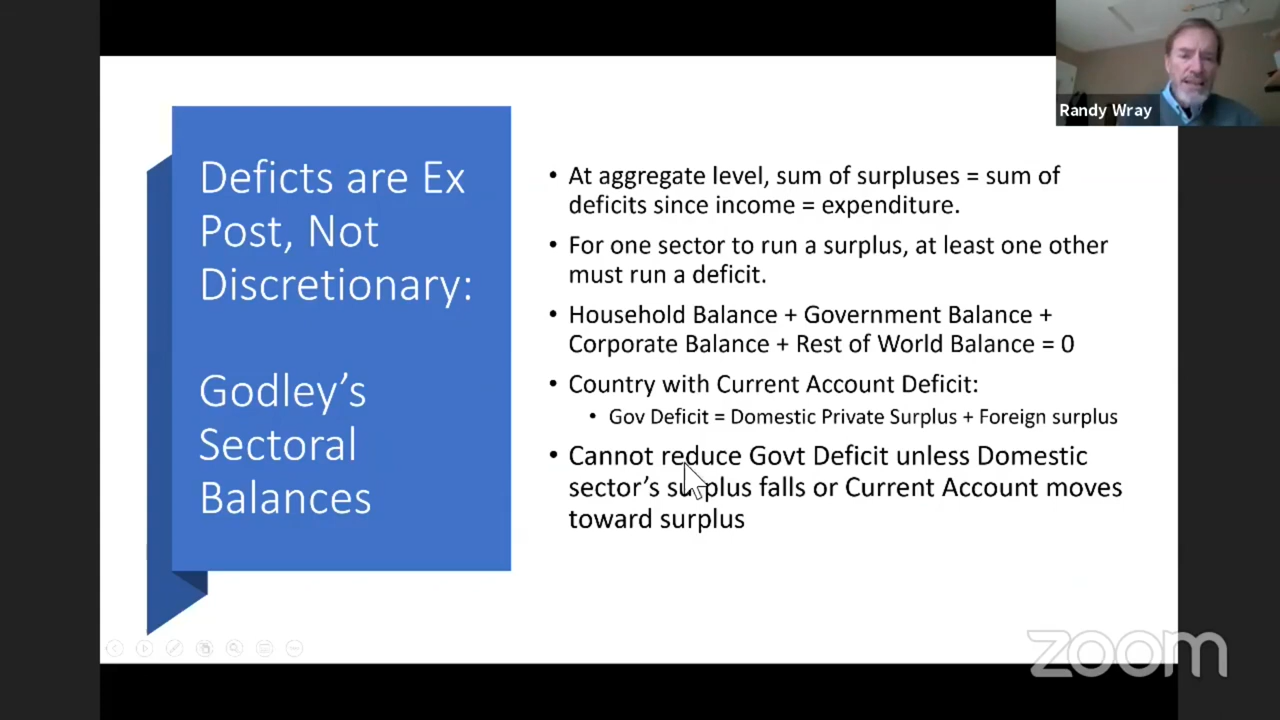 Randy Wray
Deficts are Ex
Post, Not
Discretionary:
Godley’s
Sectoral
Balances
• At aggregate level, sum of surpluses = sum of
deficits since income = expenditure.
• For one sector to run a surplus, at least one other
must run a deficit.
• Household Balance + Government Balance +
Corporate Balance + Rest of World Balance = 0
• Country with Current Account Deficit:
• Gov Deficit = Domestic Private Surplus + Foreign surplus
• Cannot reduce Govt Deficit unless Domestic
sector’s surplus falls or Current Account moves
toward surplus
zoom